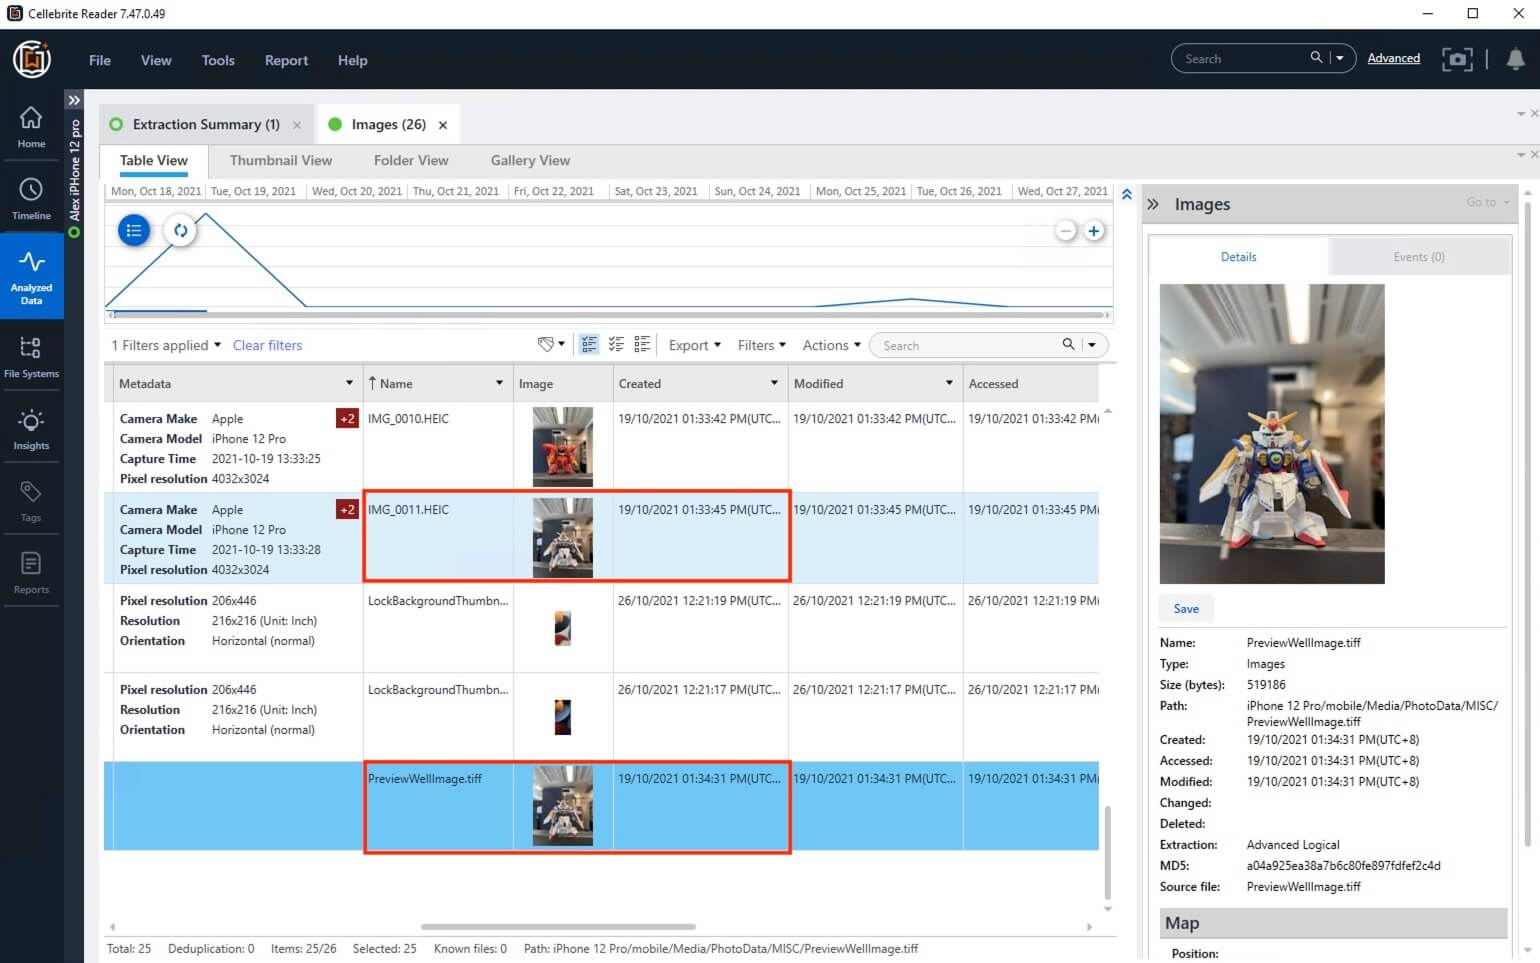 Cellebrite Reader 7.47.0.49
File View Tools Report Help
Search Advanced
Home
Timeline
Analyzed
Data
File Systems
Insights
Tags
Reports
Alex iPHone 12 pro
Extraction Summary (1) Images (26)
Table View Thumbnail View Folder View Gallery View
Mon, Oct 18, 2021 Tue, Oct 19, 2021 Wed, Oct 20, 2021 Thu, Oct 21, 2021 Fri, Oct 22, 2021 Sat, Oct 23, 2021 Sun, Oct 24, 2021 Mon, Oct 25, 2021 Tue, Oct 26, 2021 Wed, Oct 27, 2021
1 Filters applied Clear filters Export Filters Actions Search
Metadata Name Image Created Modified Accessed
Camera Make Apple +2 IMG_0010.HEIC 19/10/2021 01:33:42 PM(UTC... 19/10/2021 01:33:42 PM(UTC... 19/10/2021 01:33:42 PM(
Camera Model iPhone 12 Pro
Capture Time 2021-10-19 13:33:25
Pixel resolution 4032x3024
Camera Make Apple +2 IMG_0011.HEIC 19/10/2021 01:33:45 PM(UTC... 19/10/2021 01:33:45 PM(UTC... 19/10/2021 01:33:45 PM(
Camera Model iPhone 12 Pro
Capture Time 2021-10-19 13:33:28
Pixel resolution 4032x3024
Pixel resolution 206x446 LockBackgroundThumbn... 26/10/2021 12:21:19 PM(UTC... 26/10/2021 12:21:19 PM(UTC... 26/10/2021 12:21:19 PM(
Resolution 216x216 (Unit: Inch)
Orientation Horizontal (normal)
Pixel resolution 206x446 LockBackgroundThumbn... 26/10/2021 12:21:17 PM(UTC... 26/10/2021 12:21:17 PM(UTC... 26/10/2021 12:21:17 PM(
Resolution 216x216 (Unit: Inch)
Orientation Horizontal (normal)
PreviewWellImage.tiff 19/10/2021 01:34:31 PM(UTC... 19/10/2021 01:34:31 PM(UTC... 19/10/2021 01:34:31 PM(
Total: 25 Deduplication: 0 Items: 25/26 Selected: 25 Known files: 0 Path: iPhone 12 Pro/mobile/Media/PhotoData/MISC/PreviewWellImage.tiff
Images Go to
Details Events (0)
Save
Name: PreviewWellImage.tiff
Type: Images
Size (bytes): 519186
Path: iPhone 12 Pro/mobile/Media/PhotoData/MISC/
PreviewWellImage.tiff
Created: 19/10/2021 01:34:31 PM(UTC+8)
Accessed: 19/10/2021 01:34:31 PM(UTC+8)
Modified: 19/10/2021 01:34:31 PM(UTC+8)
Changed:
Deleted:
Extraction: Advanced Logical
MD5: a04a925ea38a7b6c80fe897fdfef2c4d
Source file: PreviewWellImage.tiff
Map
Position: